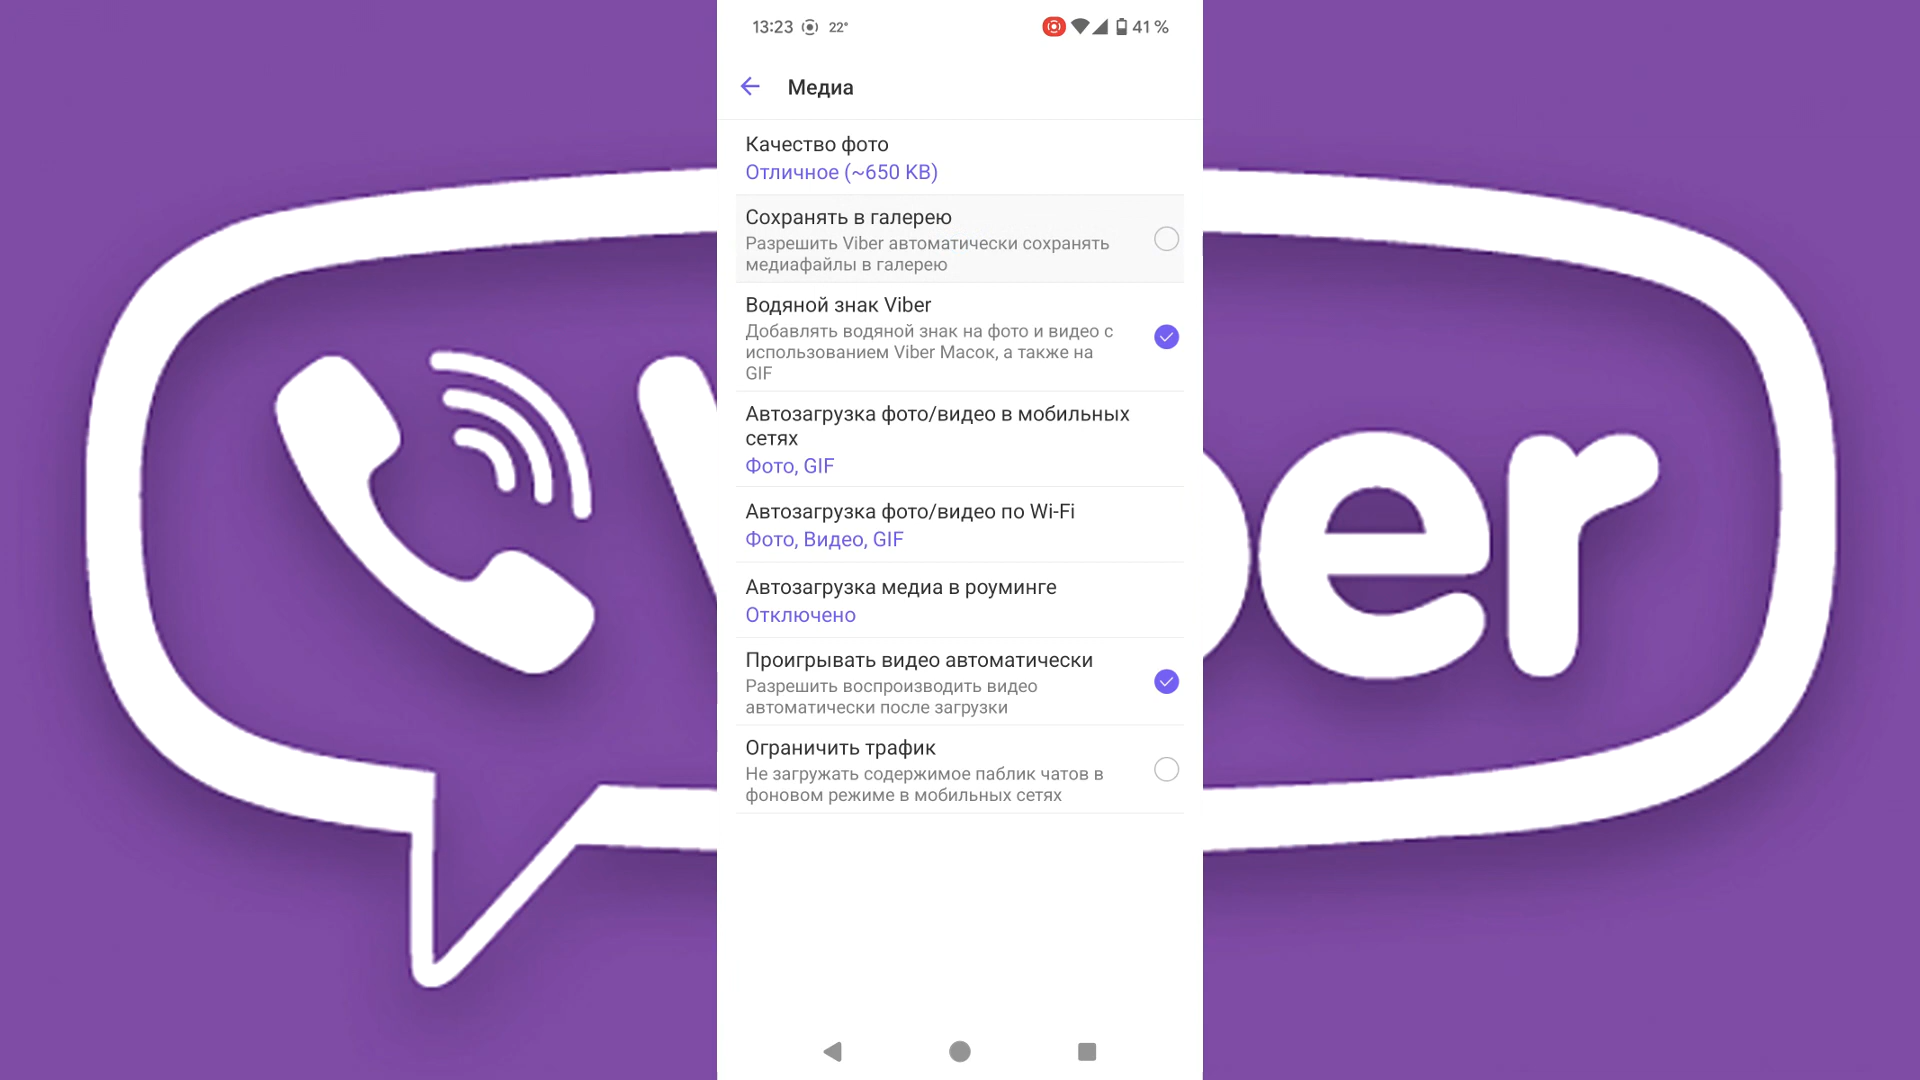 13:23 22° 41 %
Медиа
Качество фото
Отличное (~650 KB)
Сохранять в галерею
Разрешить Viber автоматически сохранять
медиафайлы в галерею
Водяной знак Viber
Добавлять водяной знак на фото и видео с
использованием Viber Масок, а также на
GIF
Автозагрузка фото/видео в мобильных
сетях
Фото, GIF
Автозагрузка фото/видео по Wi-Fi
Фото, Видео, GIF
Автозагрузка медиа в роуминге
Отключено
Проигрывать видео автоматически
Разрешить воспроизводить видео
автоматически после загрузки
Ограничить трафик
Не загружать содержимое паблик чатов в
фоновом режиме в мобильных сетях
er